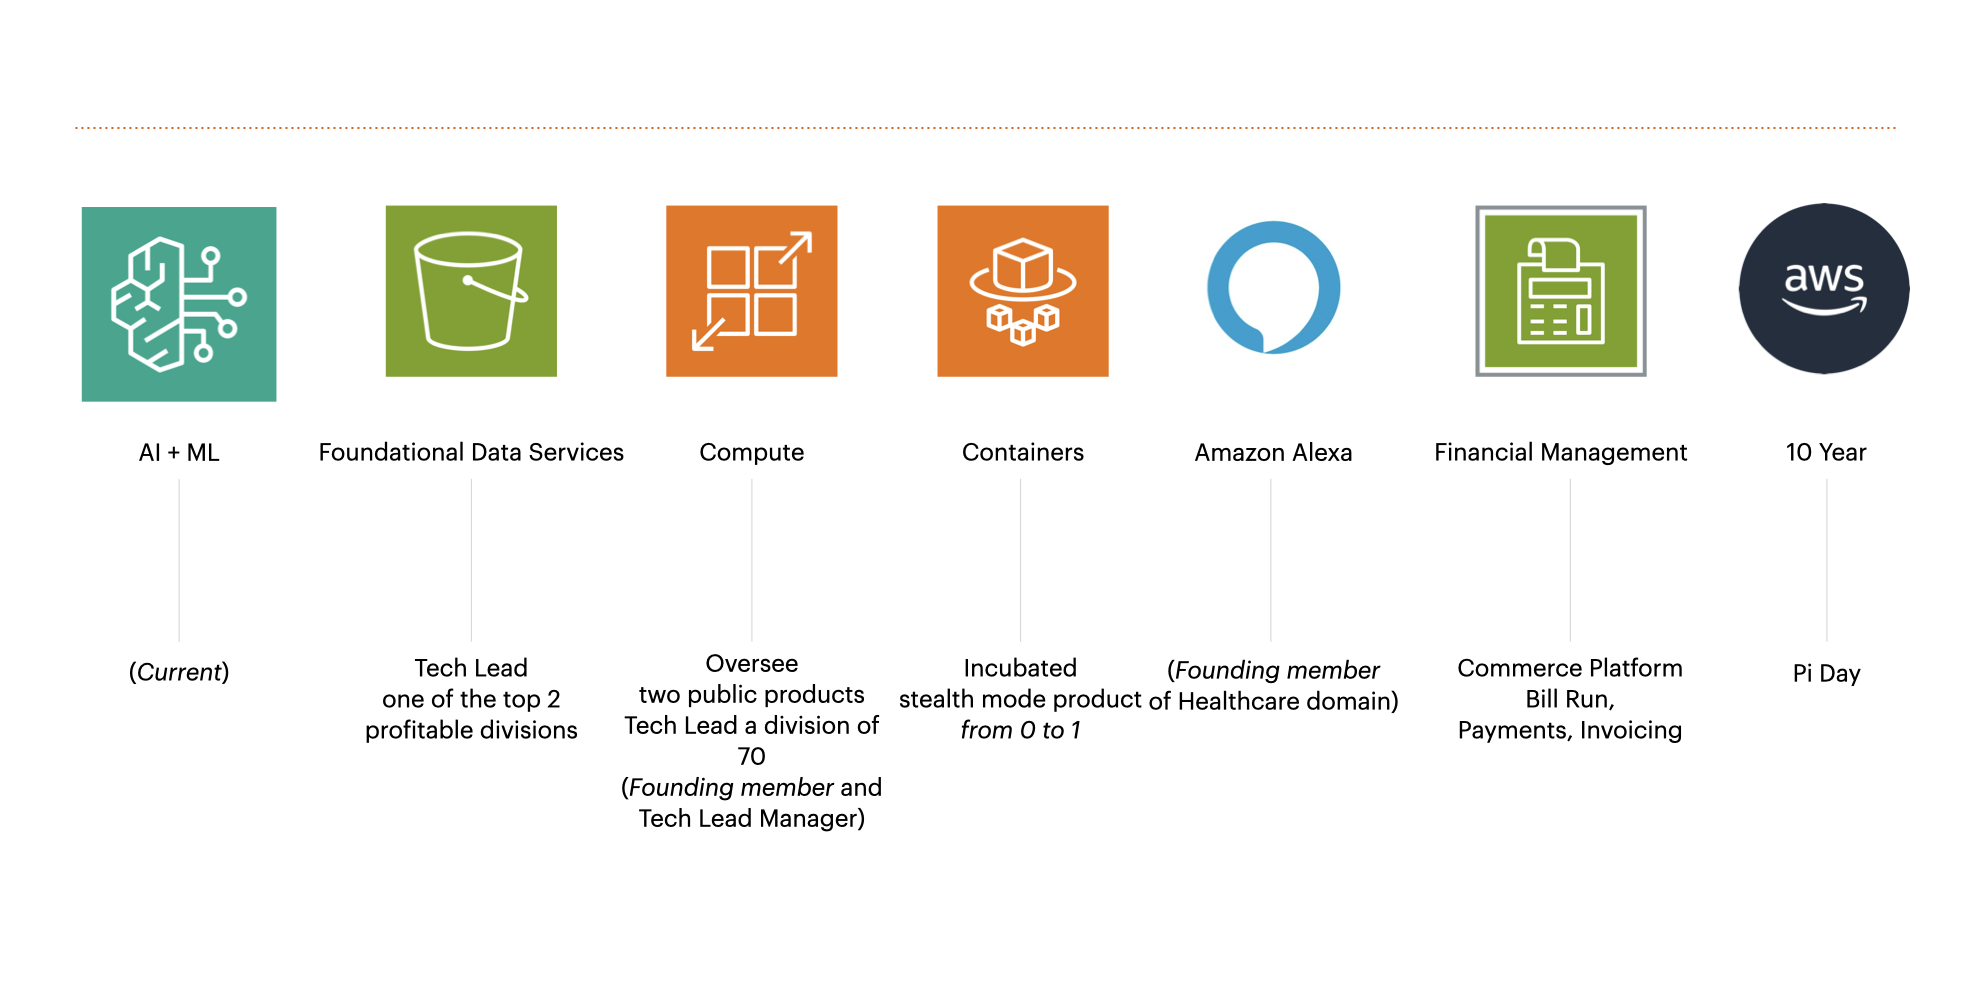 aws
AI + ML
Foundational Data Services
Compute
Containers
Amazon Alexa
Financial Management
10 Year
(Current)
Tech Lead
one of the top 2
profitable divisions
Oversee
two public products
Tech Lead a division of
70
(Founding member and
Tech Lead Manager)
Incubated
stealth mode product
from 0 to 1
(Founding member
of Healthcare domain)
Commerce Platform
Bill Run,
Payments, Invoicing
Pi Day